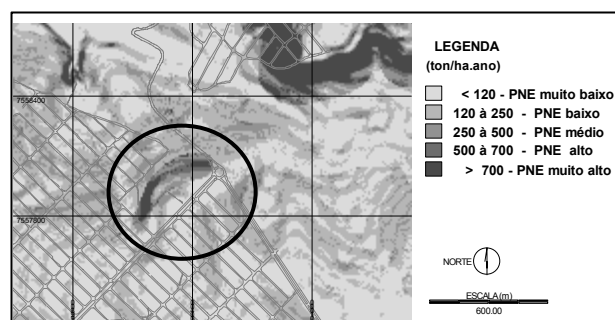 LEGENDA
(ton/ha.ano)
< 120 - PNE muito baixo
120 à 250 - PNE baixo
250 à 500 - PNE médio
500 à 700 - PNE alto
> 700 - PNE muito alto
7558400
7557800
NORTE
ESCALA (m)
600.00